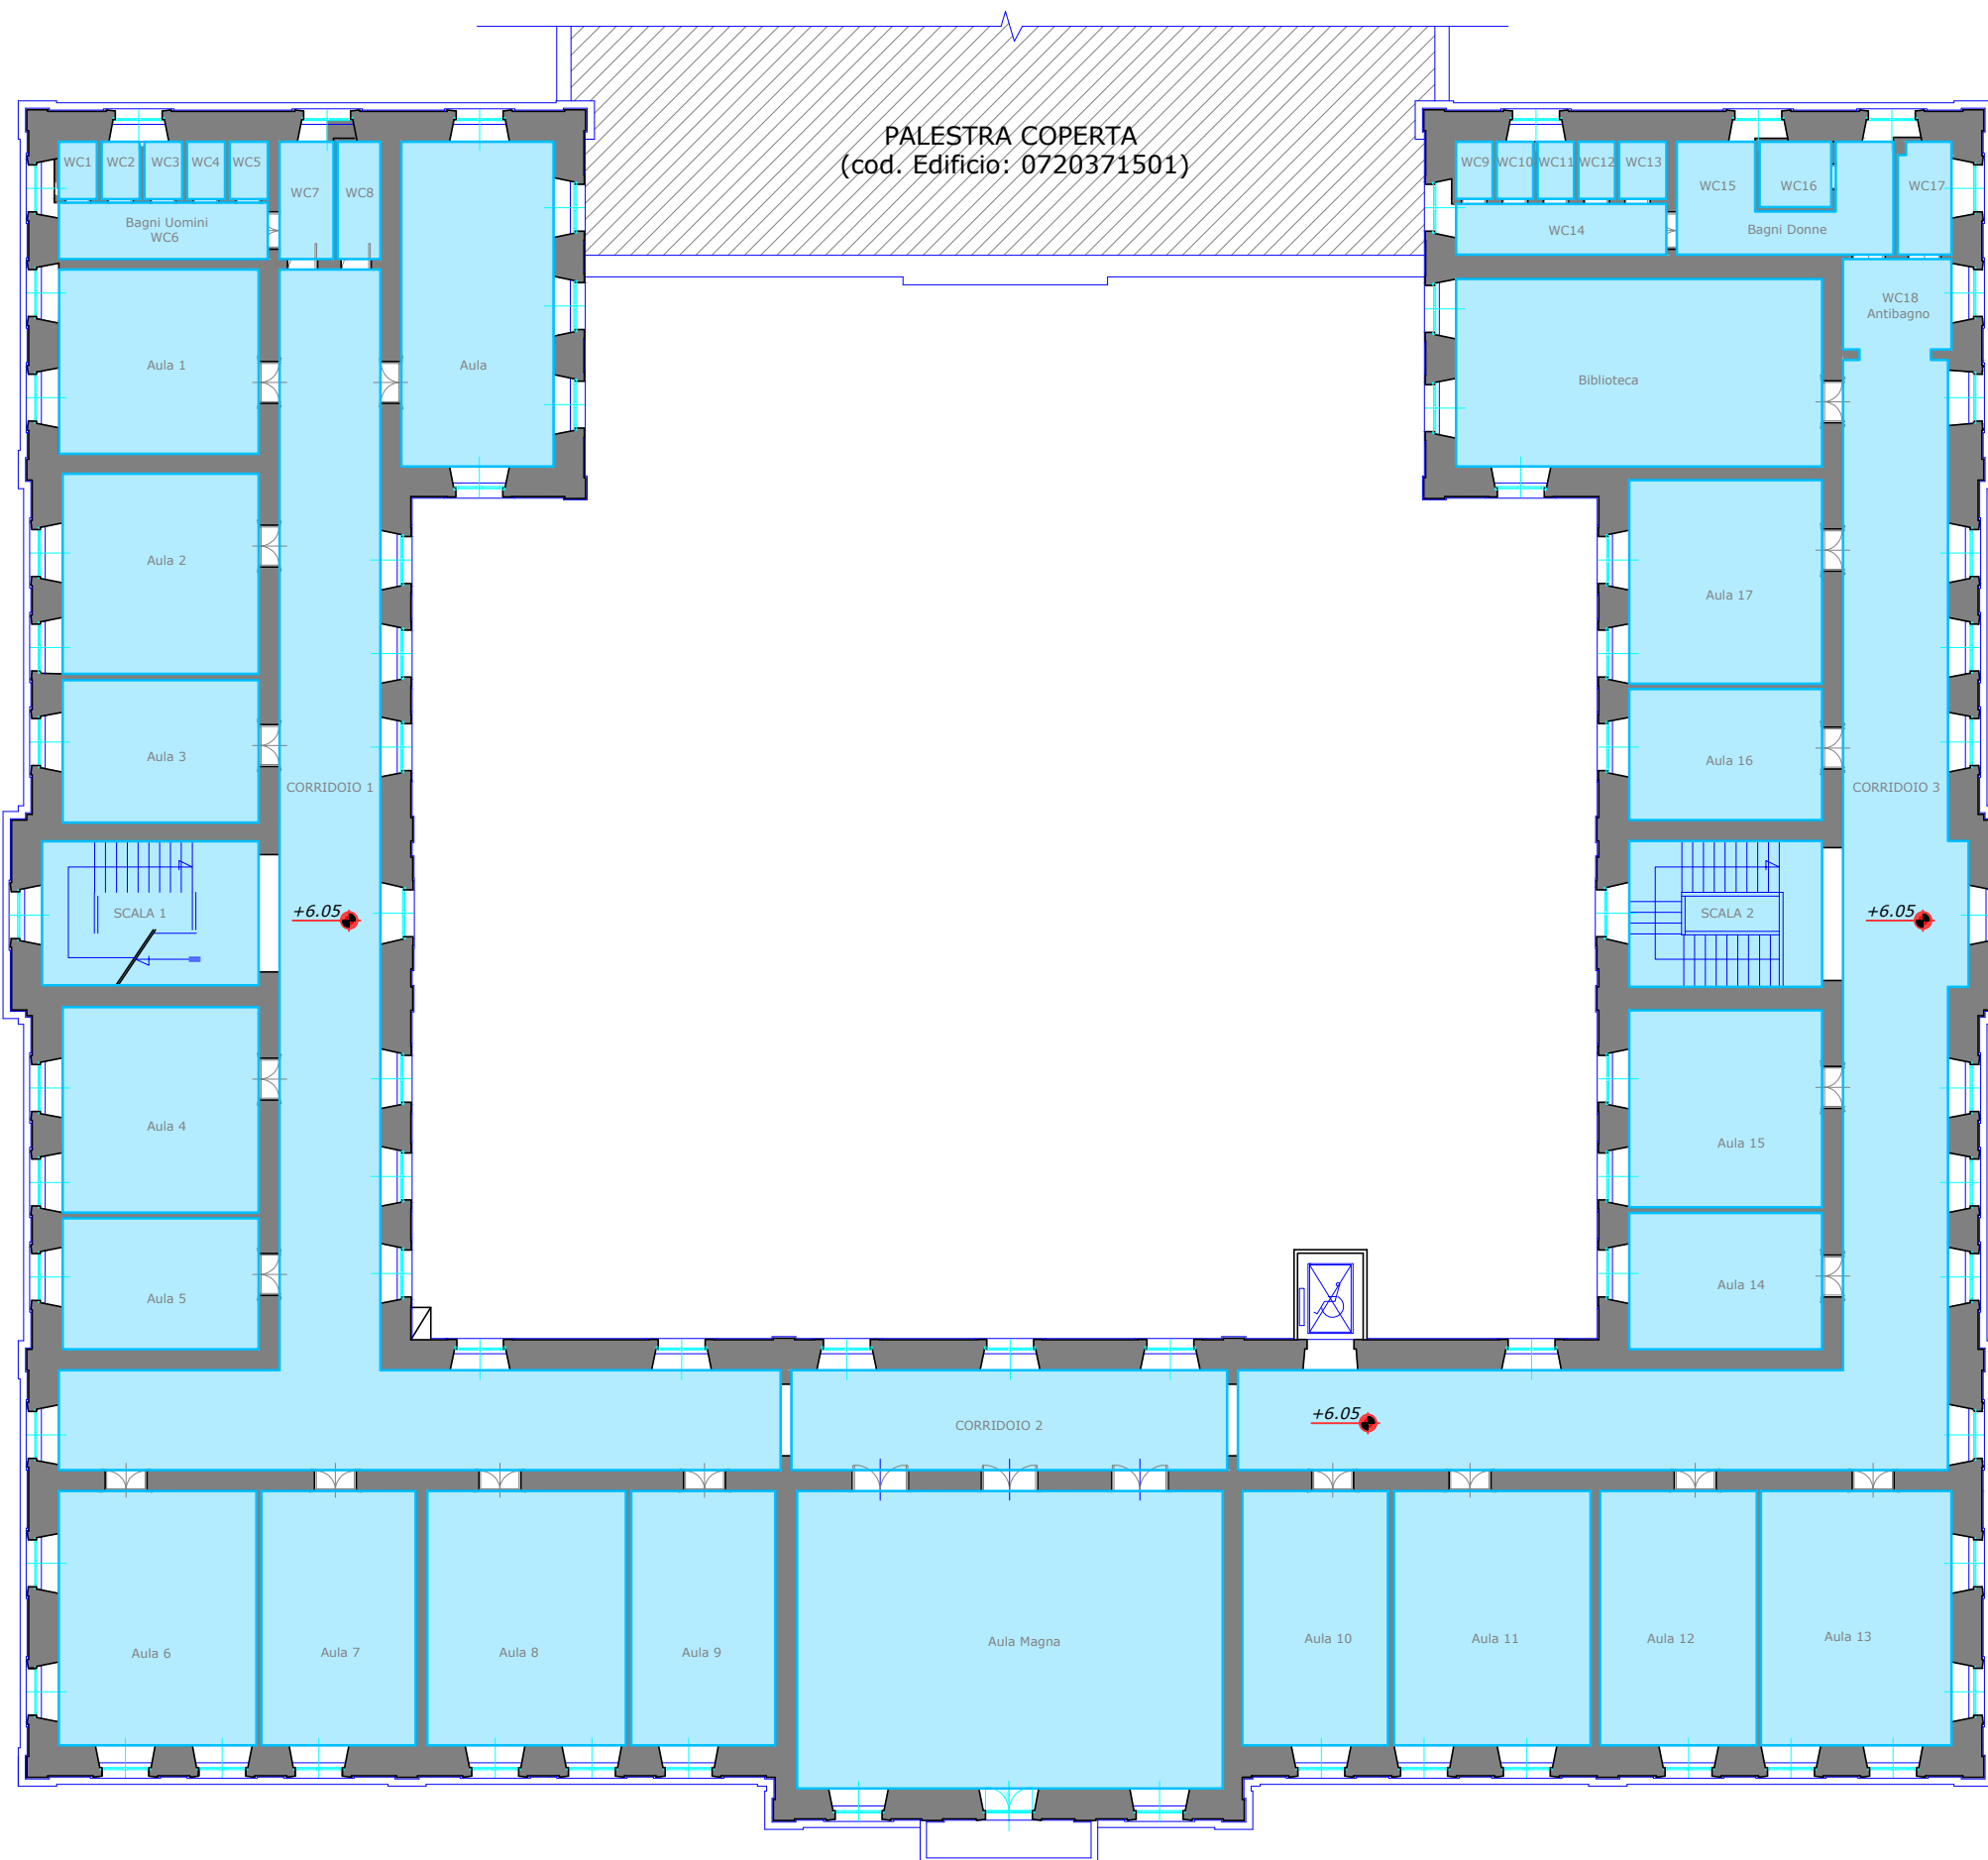 PALESTRA COPERTA
(cod. Edificio: 0720371501)
WC1
WC2
WC3
WC4
WC5
Bagni Uomini
WC6
WC7
WC8
WC9
WC10
WC11
WC12
WC13
WC14
WC15
WC16
WC17
Bagni Donne
WC18
Antibagno
Aula 1
Aula
Biblioteca
Aula 2
Aula 17
Aula 3
Aula 16
CORRIDOIO 1
CORRIDOIO 3
SCALA 1
+6.05
SCALA 2
+6.05
Aula 4
Aula 15
Aula 5
Aula 14
CORRIDOIO 2
+6.05
Aula 6
Aula 7
Aula 8
Aula 9
Aula Magna
Aula 10
Aula 11
Aula 12
Aula 13